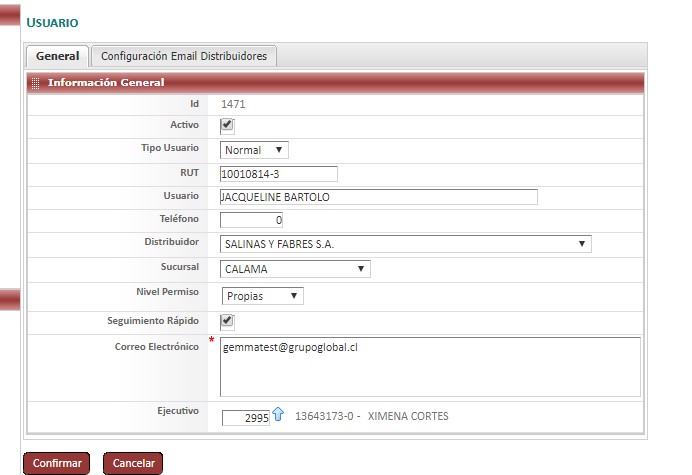 USUARIO
General Configuración Email Distribuidores
Información General
Id 1471
Activo
Tipo Usuario Normal
RUT 10010814-3
Usuario JACQUELINE BARTOLO
Teléfono 0
Distribuidor SALINAS Y FABRES S.A.
Sucursal CALAMA
Nivel Permiso Propias
Seguimiento Rápido
Correo Electrónico * gemmatest@grupoglobal.cl
Ejecutivo 2995 13643173-0 - XIMENA CORTES
Confirmar Cancelar